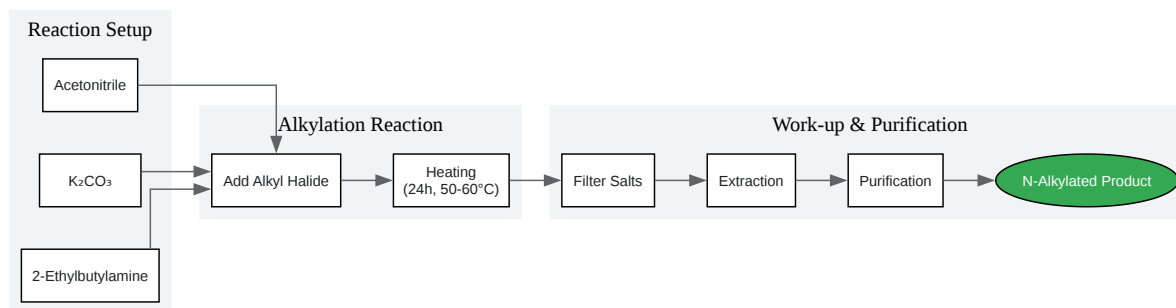 Reaction Setup
Acetonitrile
K₂CO₃
2-Ethylbutylamine
Alkylation Reaction
Add Alkyl Halide
Heating
(24h, 50-60°C)
Work-up & Purification
Filter Salts
Extraction
Purification
N-Alkylated Product